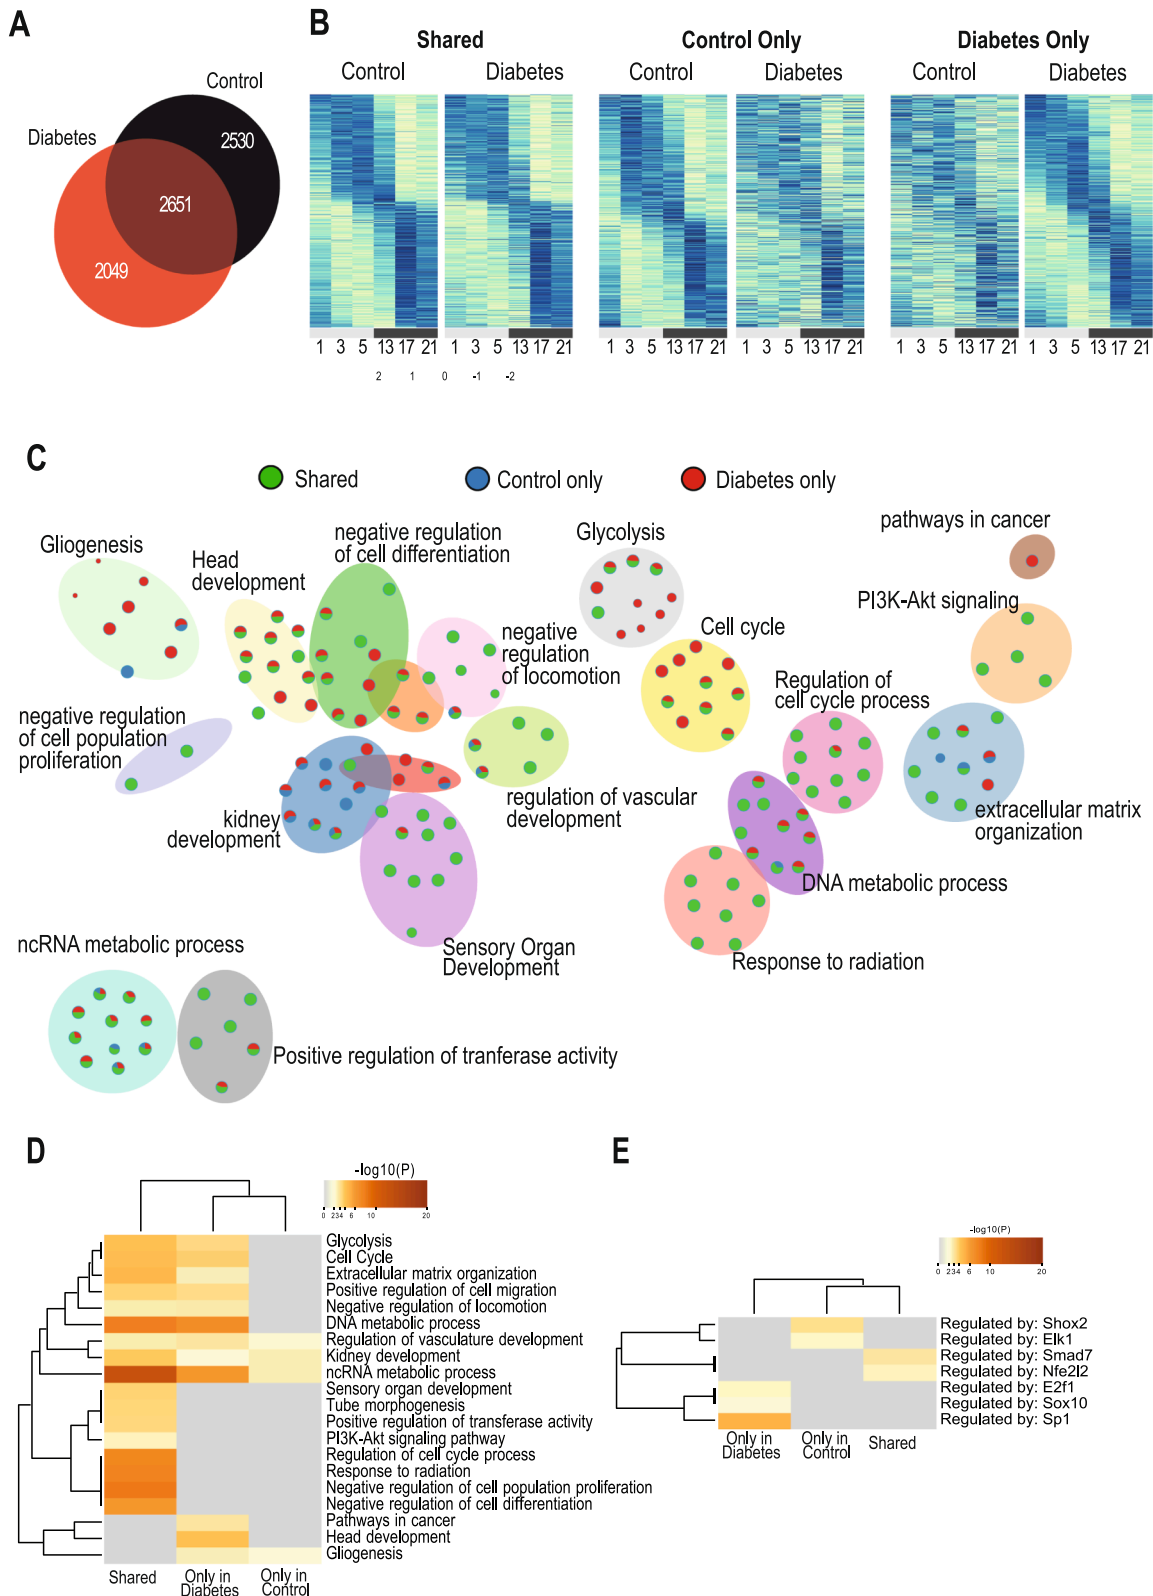 A
Control
Diabetes
2530
2651
2049
B
Shared
Control Only
Diabetes Only
Control
Diabetes
Control
Diabetes
Control
Diabetes
1 3 5 13 17 21
1 3 5 13 17 21
1 3 5 13 17 21
1 3 5 13 17 21
1 3 5 13 17 21
1 3 5 13 17 21
2 1 0 -1 -2
C
Shared
Control only
Diabetes only
Gliogenesis
Head
development
negative regulation
of cell differentiation
Glycolysis
pathways in cancer
PI3K-Akt signaling
negative
regulation
of locomotion
Cell cycle
Regulation of
cell cycle process
negative regulation
of cell population
proliferation
kidney
development
regulation of vascular
development
extracellular matrix
organization
DNA metabolic process
Sensory Organ
Development
Response to radiation
ncRNA metabolic process
Positive regulation of tranferase activity
D
-log10(P)
0 2 3 4 6 10 20
Glycolysis
Cell Cycle
Extracellular matrix organization
Positive regulation of cell migration
Negative regulation of locomotion
DNA metabolic process
Regulation of vasculature development
Kidney development
ncRNA metabolic process
Sensory organ development
Tube morphogenesis
Positive regulation of transferase activity
PI3K-Akt signaling pathway
Regulation of cell cycle process
Response to radiation
Negative regulation of cell population proliferation
Negative regulation of cell differentiation
Pathways in cancer
Head development
Gliogenesis
Shared
Only in
Diabetes
Only in
Control
E
-log10(P)
0 2 3 4 6 10 20
Regulated by: Shox2
Regulated by: Elk1
Regulated by: Smad7
Regulated by: Nfe2l2
Regulated by: E2f1
Regulated by: Sox10
Regulated by: Sp1
Only in
Diabetes
Only in
Control
Shared